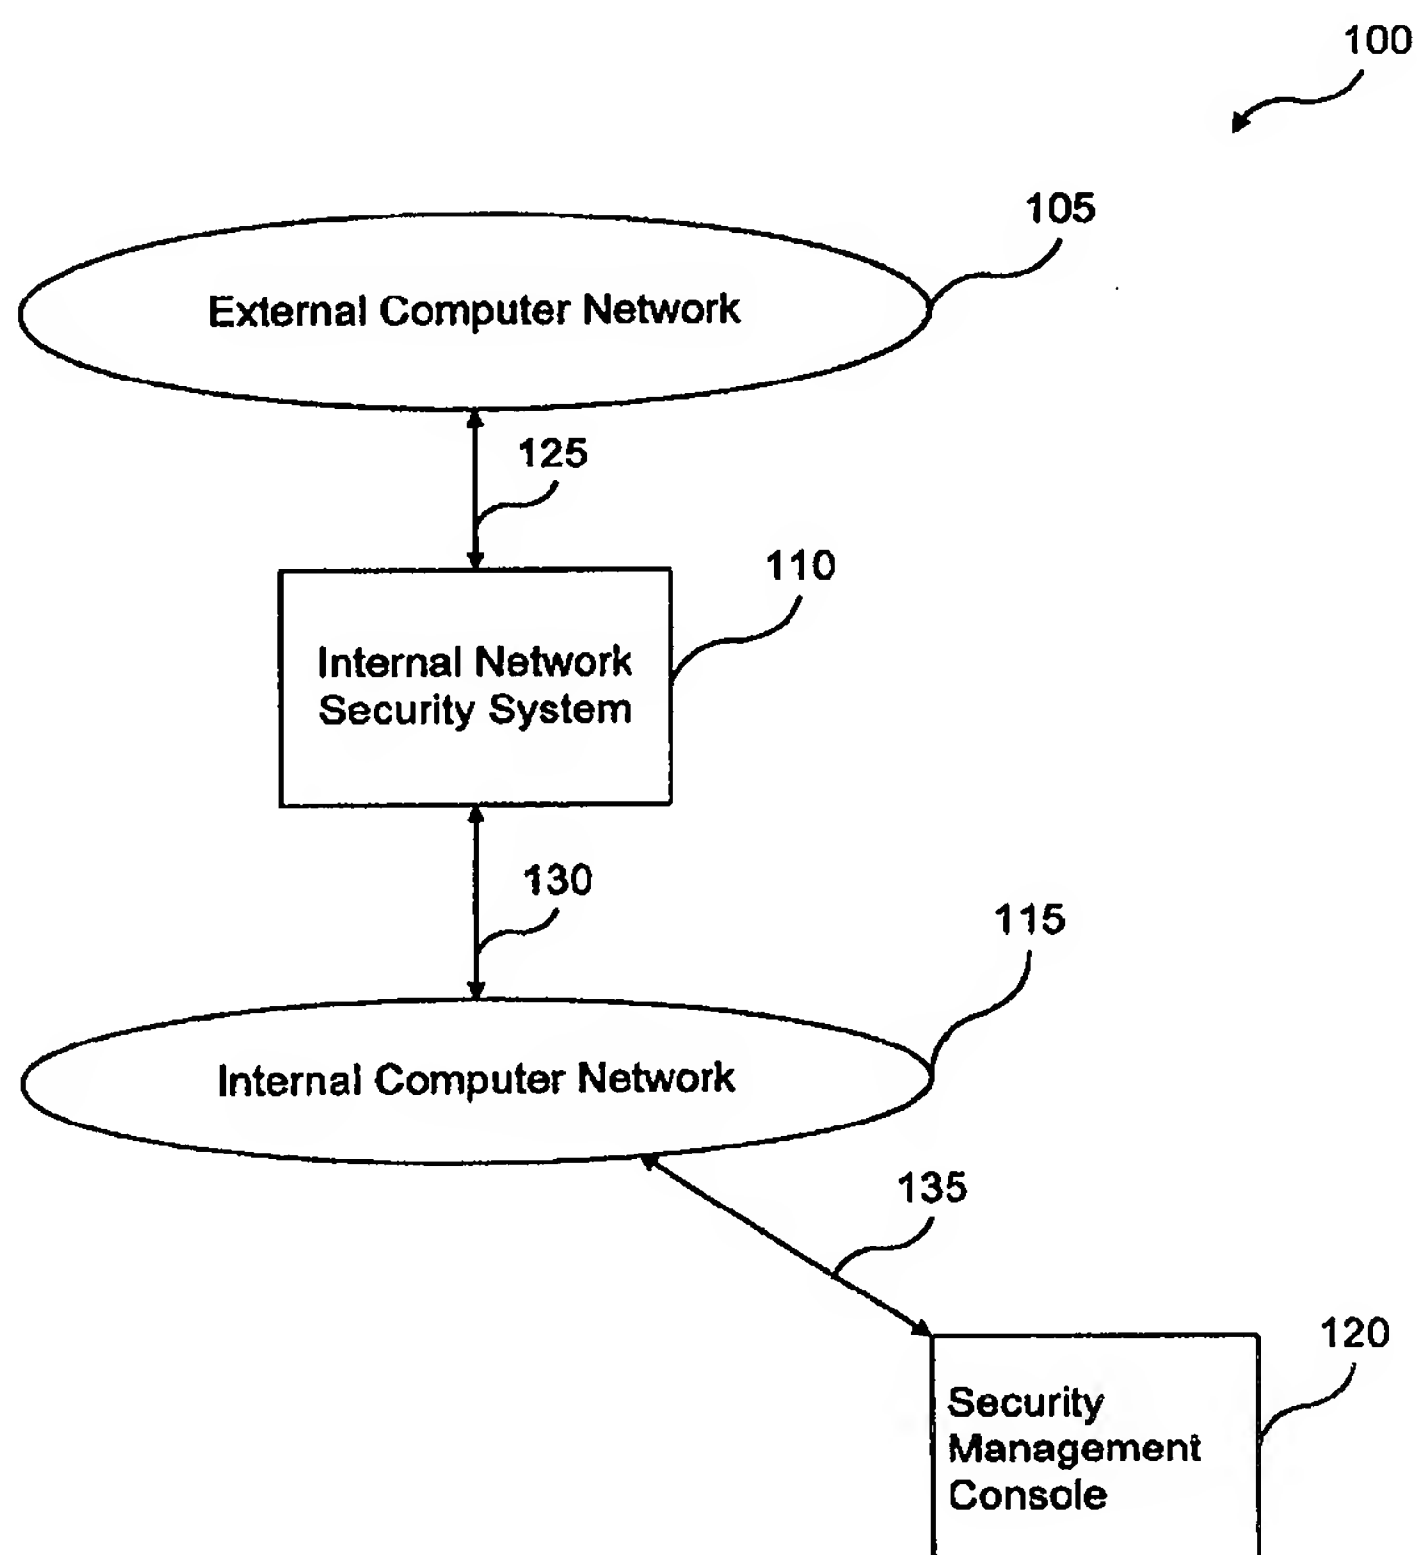 100
105
External Computer Network
125
110
Internal Network
Security System
130
115
Internal Computer Network
135
120
Security
Management
Console